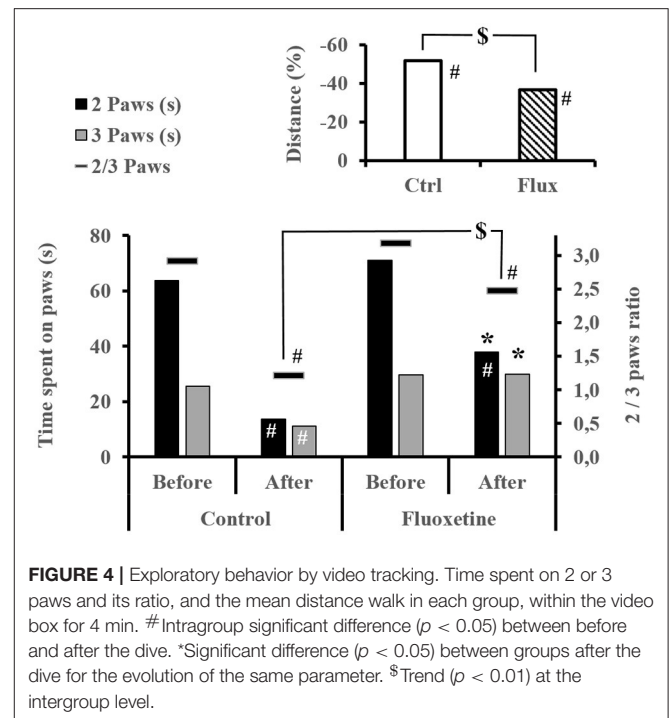 -60
$
-40
#
#
-20
0
Distance (%)
Ctrl
Flux
2 Paws (s)
3 Paws (s)
2/3 Paws
80
60
40
20
0
Time spent on paws (s)
3,0
2,5
2,0
1,5
1,0
0,5
0,0
2 / 3 paws ratio
$
#
#
* *
# # #
Before After Before After
Control Fluoxetine
FIGURE 4 | Exploratory behavior by video tracking. Time spent on 2 or 3
paws and its ratio, and the mean distance walk in each group, within the video
box for 4 min. #Intragroup significant difference (p < 0.05) between before
and after the dive. *Significant difference (p < 0.05) between groups after the
dive for the evolution of the same parameter. $Trend (p < 0.01) at the
intergroup level.